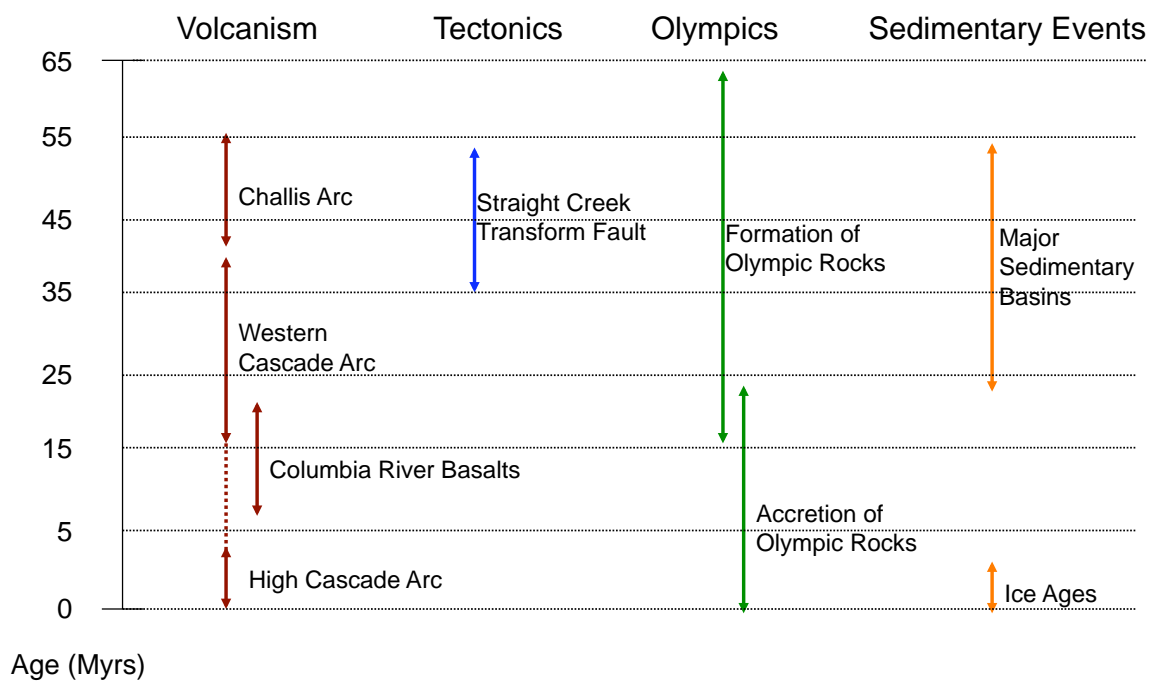 Volcanism Tectonics Olympics Sedimentary Events
65
55
Challis Arc
Straight Creek
Transform Fault
45
Formation of
Olympic Rocks
Major
Sedimentary
Basins
35
Western
Cascade Arc
25
15
Columbia River Basalts
Accretion of
Olympic Rocks
5
High Cascade Arc
Ice Ages
0
Age (Myrs)